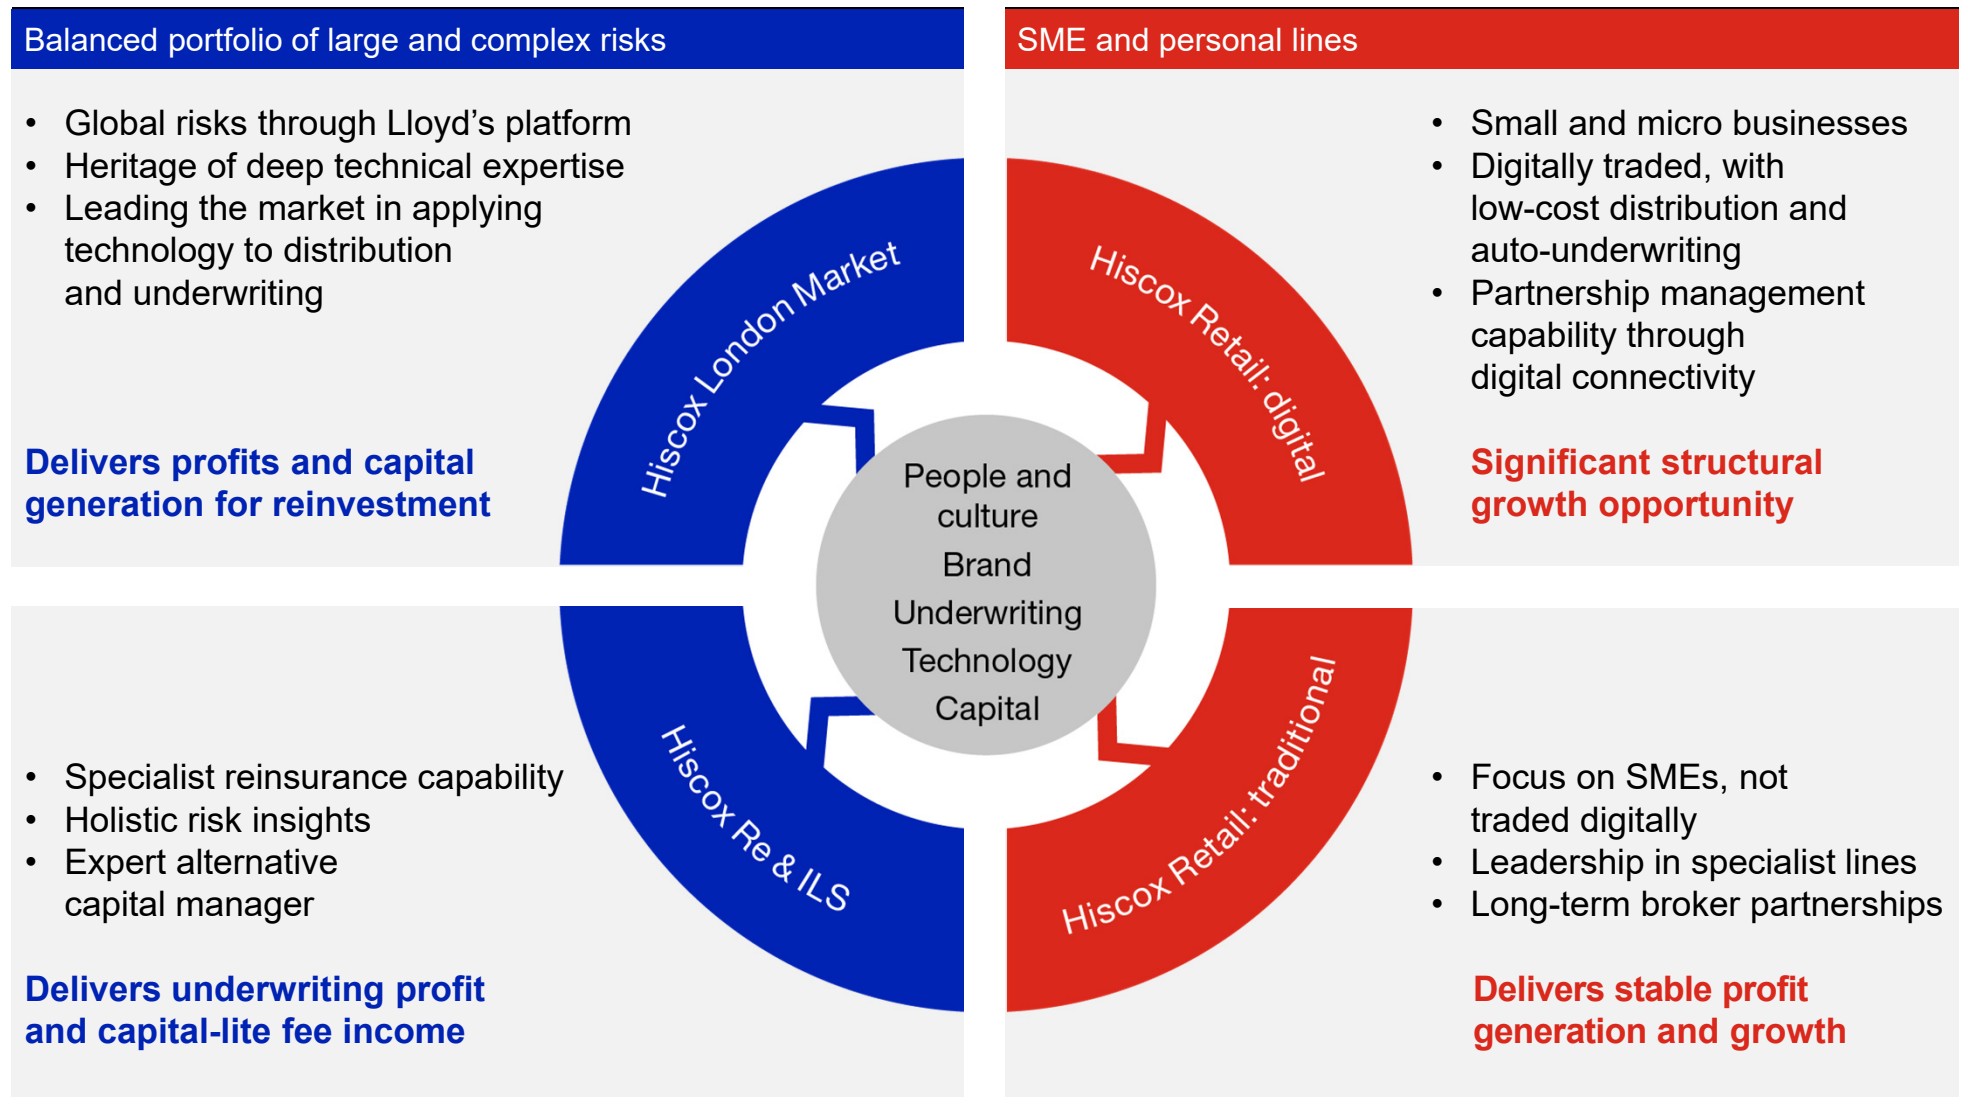 Balanced portfolio of large and complex risks
• Global risks through Lloyd’s platform
• Heritage of deep technical expertise
• Leading the market in applying
technology to distribution
and underwriting
Delivers profits and capital
generation for reinvestment
Hiscox London Market
SME and personal lines
• Small and micro businesses
• Digitally traded, with
low-cost distribution and
auto-underwriting
• Partnership management
capability through
digital connectivity
Significant structural
growth opportunity
Hiscox Retail: digital
People and
culture
Brand
Underwriting
Technology
Capital
• Specialist reinsurance capability
• Holistic risk insights
• Expert alternative
capital manager
Delivers underwriting profit
and capital-lite fee income
Hiscox Re & ILS
Hiscox Retail: traditional
• Focus on SMEs, not
traded digitally
• Leadership in specialist lines
• Long-term broker partnerships
Delivers stable profit
generation and growth